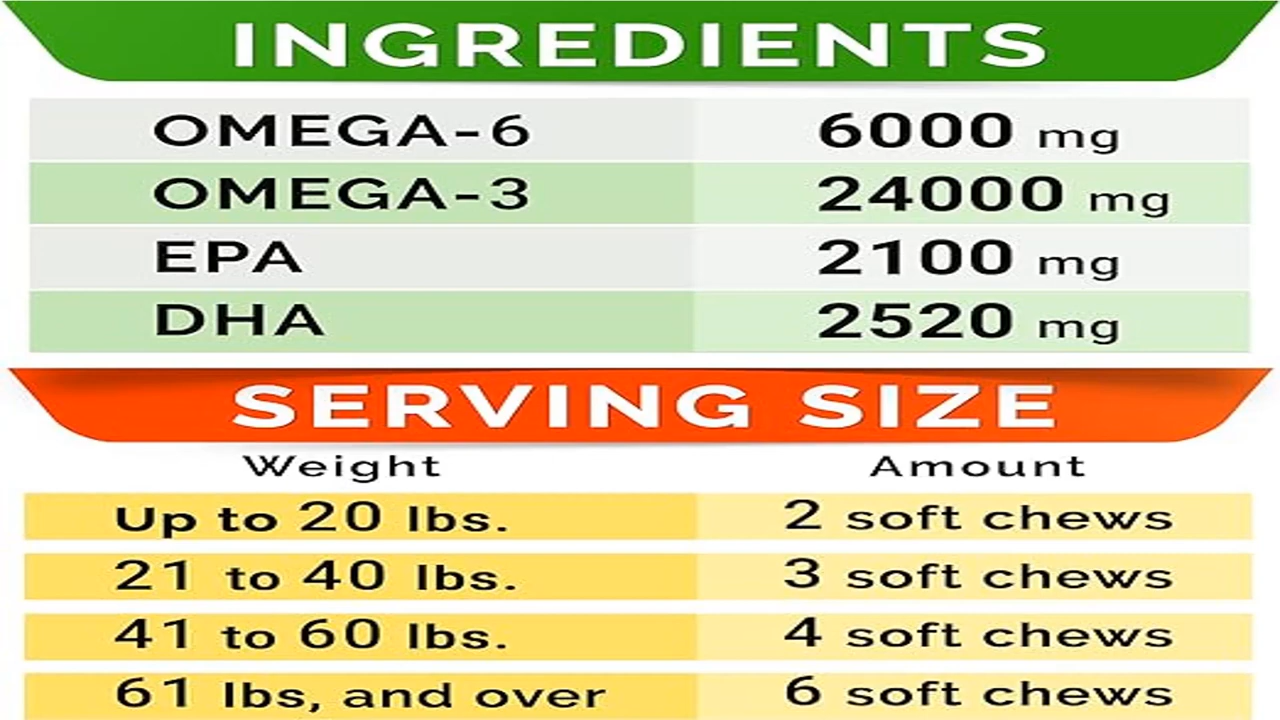 INGREDIENTS
OMEGA-6 6000 mg
OMEGA-3 24000 mg
EPA 2100 mg
DHA 2520 mg
SERVING SIZE
Weight Amount
Up to 20 lbs. 2 soft chews
21 to 40 lbs. 3 soft chews
41 to 60 lbs. 4 soft chews
61 lbs, and over 6 soft chews